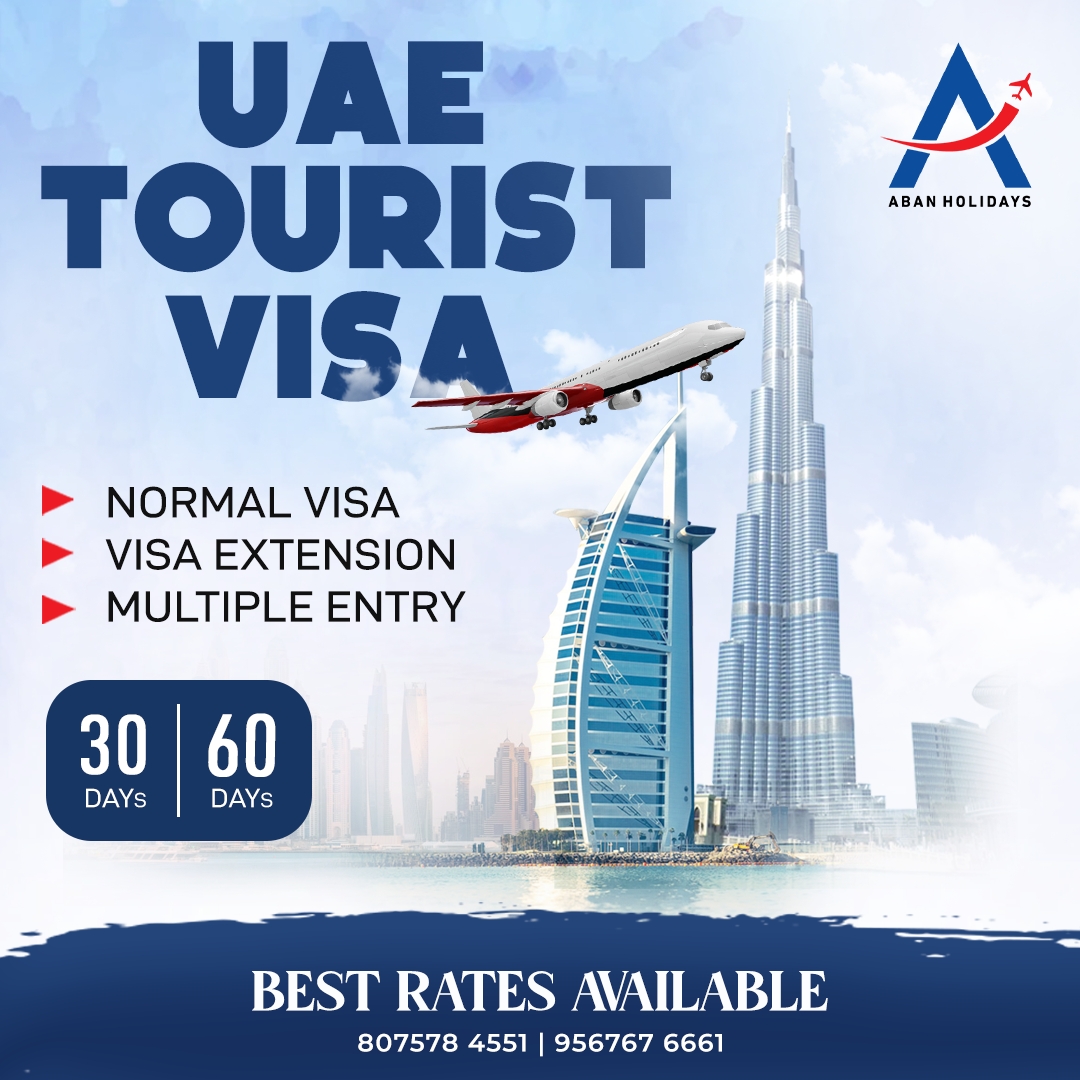 UAE
TOURIST
VISA
ABAN HOLIDAYS
NORMAL VISA
VISA EXTENSION
MULTIPLE ENTRY
30 | 60
DAYs DAYs
BEST RATES AVAILABLE
807578 4551 | 956767 6661